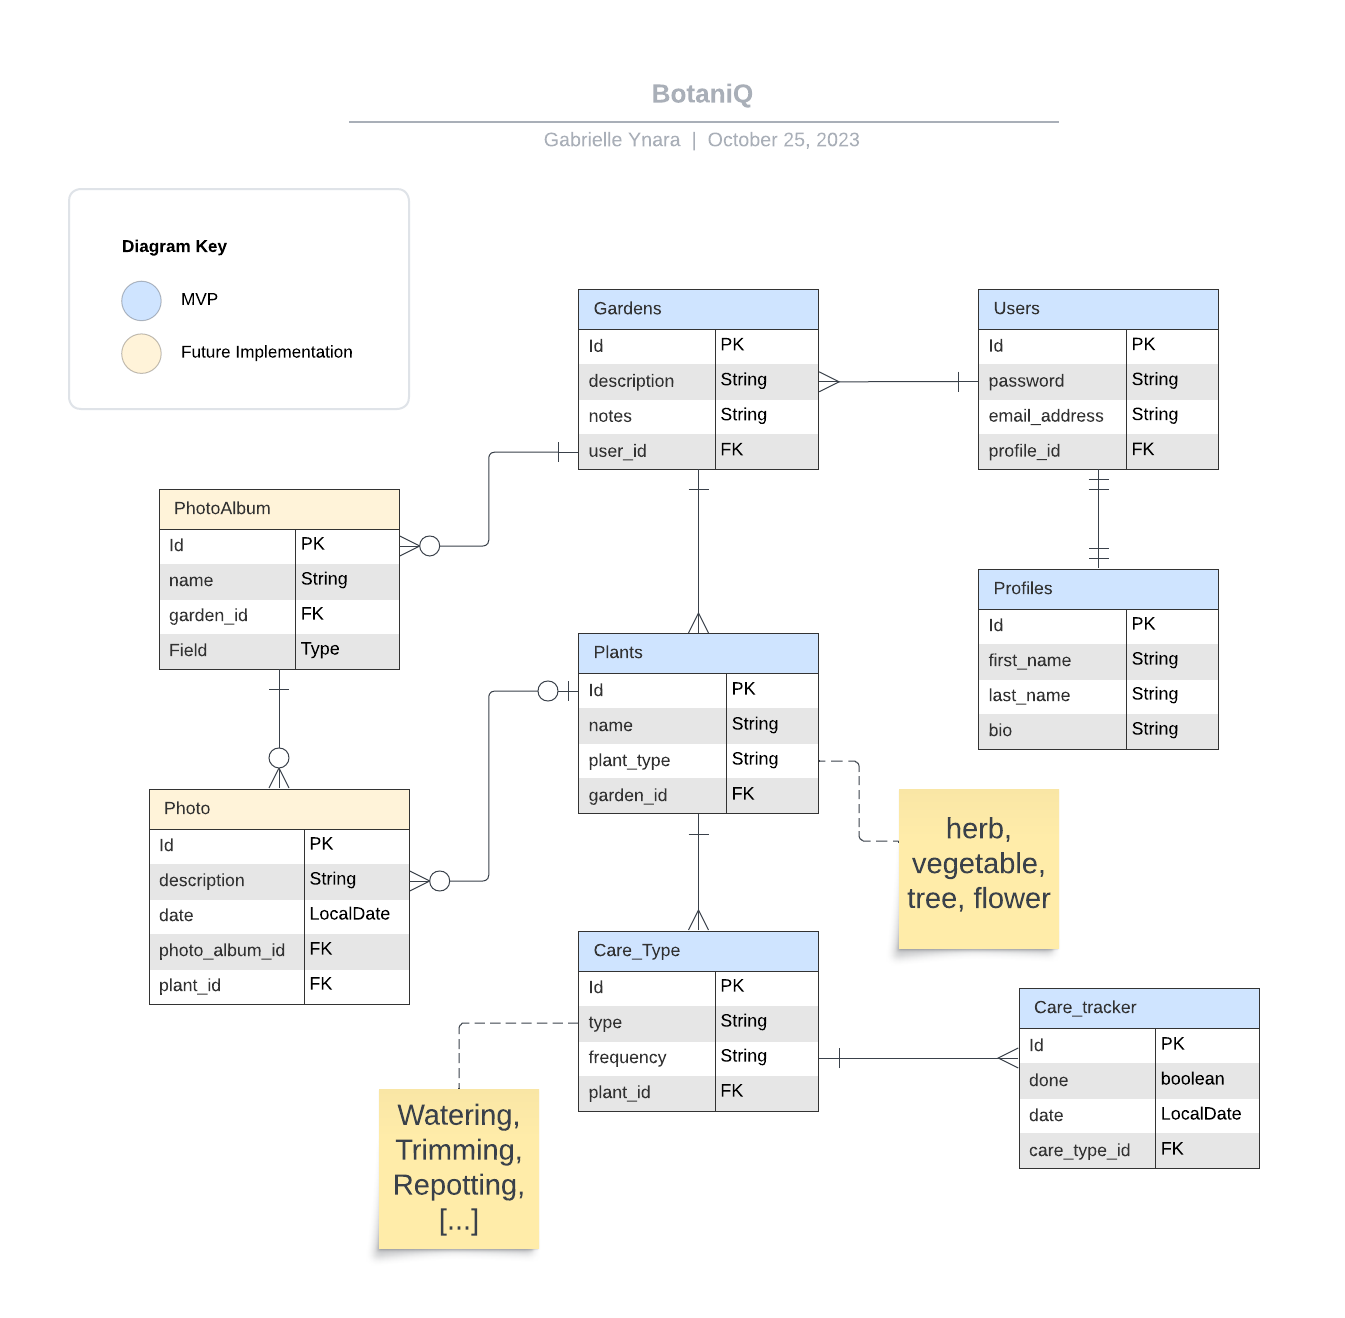 BotaniQ
Gabrielle Ynara | October 25, 2023
Diagram Key
MVP
Future Implementation
Gardens
Id PK
description String
notes String
user_id FK
Users
Id PK
password String
email_address String
profile_id FK
PhotoAlbum
Id PK
name String
garden_id FK
Field Type
Profiles
Id PK
first_name String
last_name String
bio String
Plants
Id PK
name String
plant_type String
garden_id FK
herb,
vegetable,
tree, flower
Photo
Id PK
description String
date LocalDate
photo_album_id FK
plant_id FK
Care_Type
Id PK
type String
frequency String
plant_id FK
Care_tracker
Id PK
done boolean
date LocalDate
care_type_id FK
Watering,
Trimming,
Repotting,
[...]